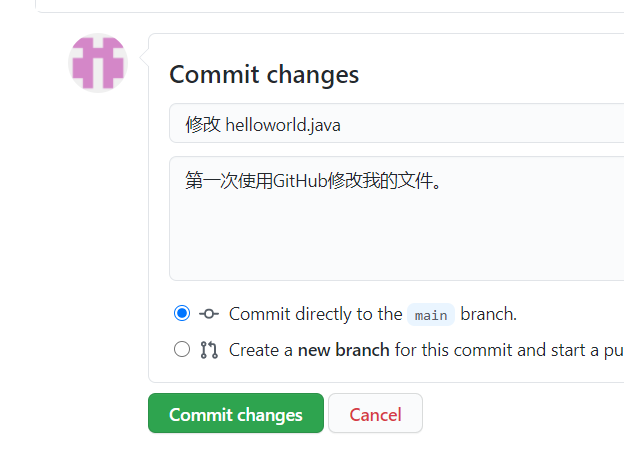 Commit changes
修改 helloworld.java
第一次使用GitHub修改我的文件。
Commit directly to the main branch.
Create a new branch for this commit and start a pu
Commit changes
Cancel